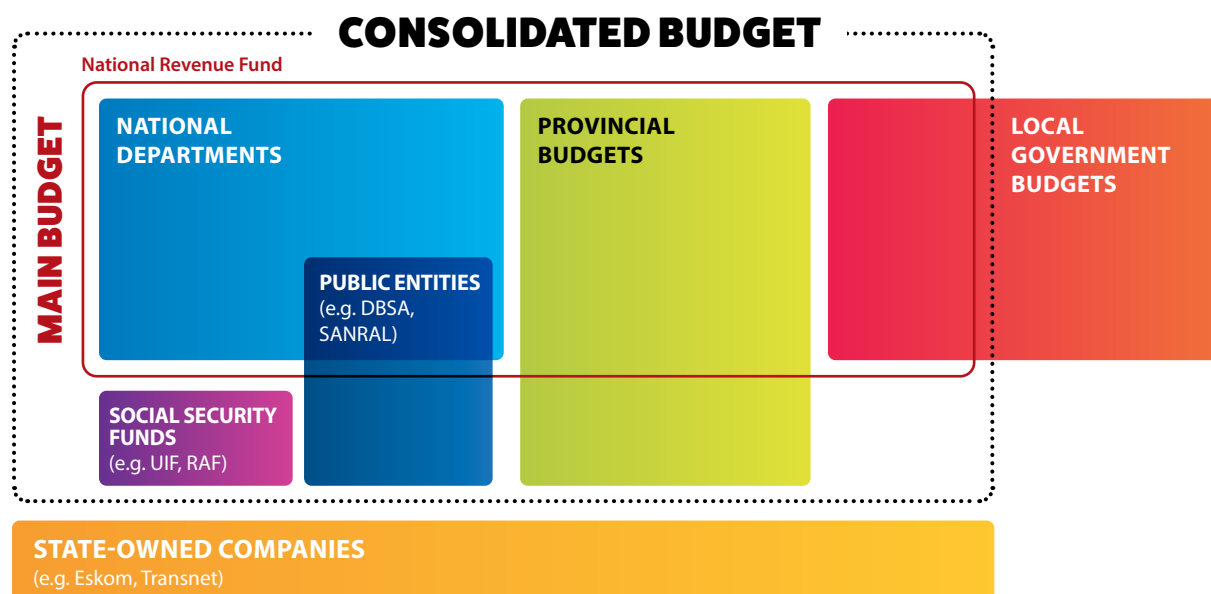 CONSOLIDATED BUDGET
National Revenue Fund
MAIN BUDGET
NATIONAL
DEPARTMENTS
PROVINCIAL
BUDGETS
LOCAL
GOVERNMENT
BUDGETS
PUBLIC ENTITIES
(e.g. DBSA,
SANRAL)
SOCIAL SECURITY
FUNDS
(e.g. UIF, RAF)
STATE-OWNED COMPANIES
(e.g. Eskom, Transnet)